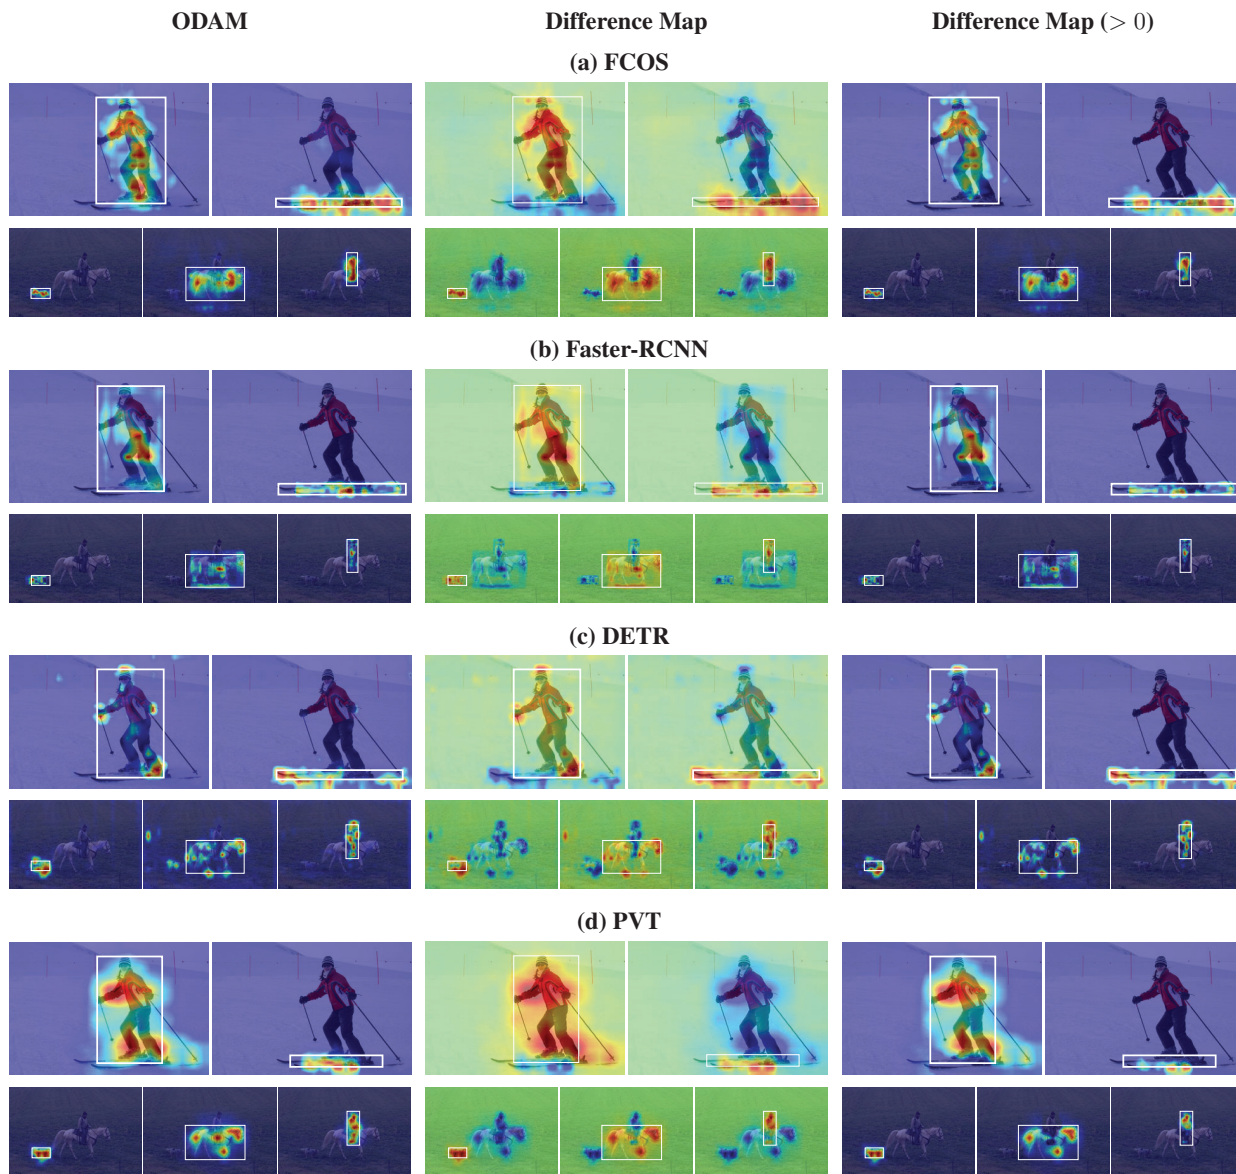 ODAM Difference Map Difference Map (> 0)
(a) FCOS
(b) Faster-RCNN
(c) DETR
(d) PVT